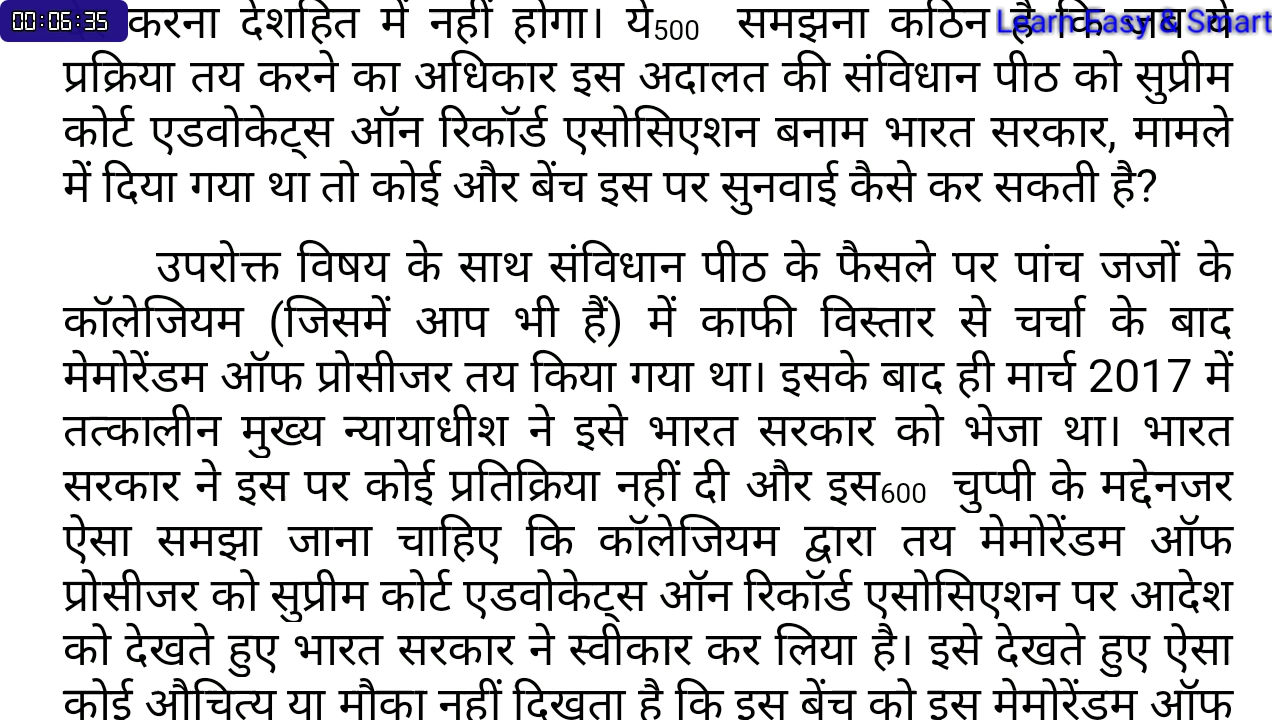 00:06:35
करना देशहित में नहीं होगा। ये500 समझना कठिन है कि जब ये
Learn Easy & Smart
प्रक्रिया तय करने का अधिकार इस अदालत की संविधान पीठ को सुप्रीम
कोर्ट एडवोकेट्स ऑन रिकॉर्ड एसोसिएशन बनाम भारत सरकार, मामले
में दिया गया था तो कोई और बेंच इस पर सुनवाई कैसे कर सकती है?
उपरोक्त विषय के साथ संविधान पीठ के फैसले पर पांच जजों के
कॉलेजियम (जिसमें आप भी हैं) में काफी विस्तार से चर्चा के बाद
मेमोरेंडम ऑफ प्रोसीजर तय किया गया था। इसके बाद ही मार्च 2017 में
तत्कालीन मुख्य न्यायाधीश ने इसे भारत सरकार को भेजा था। भारत
सरकार ने इस पर कोई प्रतिक्रिया नहीं दी और इस600 चुप्पी के मद्देनजर
ऐसा समझा जाना चाहिए कि कॉलेजियम द्वारा तय मेमोरेंडम ऑफ
प्रोसीजर को सुप्रीम कोर्ट एडवोकेट्स ऑन रिकॉर्ड एसोसिएशन पर आदेश
को देखते हुए भारत सरकार ने स्वीकार कर लिया है। इसे देखते हुए ऐसा
कोई औचित्य या मौका नहीं दिखता है कि इस बेंच को इस मेमोरेंडम ऑफ